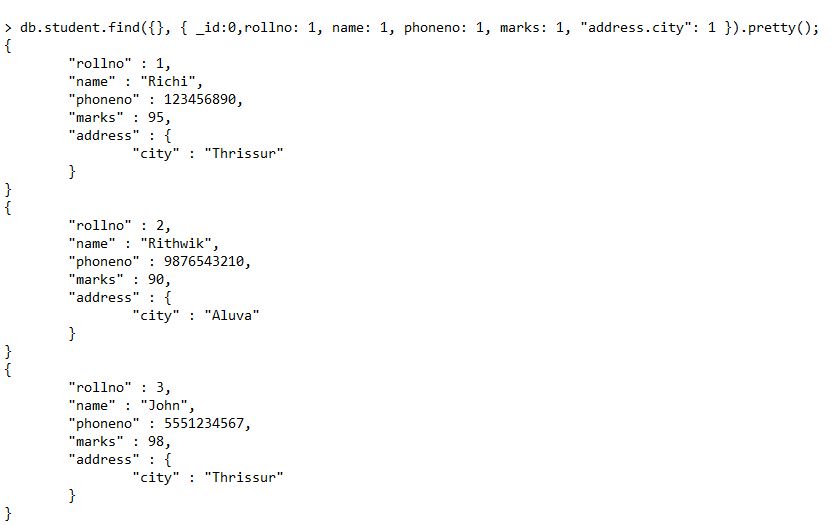 > db.student.find({}, { _id:0,rollno: 1, name: 1, phoneno: 1, marks: 1, "address.city": 1 }).pretty();
{
        "rollno" : 1,
        "name" : "Richi",
        "phoneno" : 123456890,
        "marks" : 95,
        "address" : {
                "city" : "Thrissur"
        }
}
{
        "rollno" : 2,
        "name" : "Rithwik",
        "phoneno" : 9876543210,
        "marks" : 90,
        "address" : {
                "city" : "Aluva"
        }
}
{
        "rollno" : 3,
        "name" : "John",
        "phoneno" : 5551234567,
        "marks" : 98,
        "address" : {
                "city" : "Thrissur"
        }
}